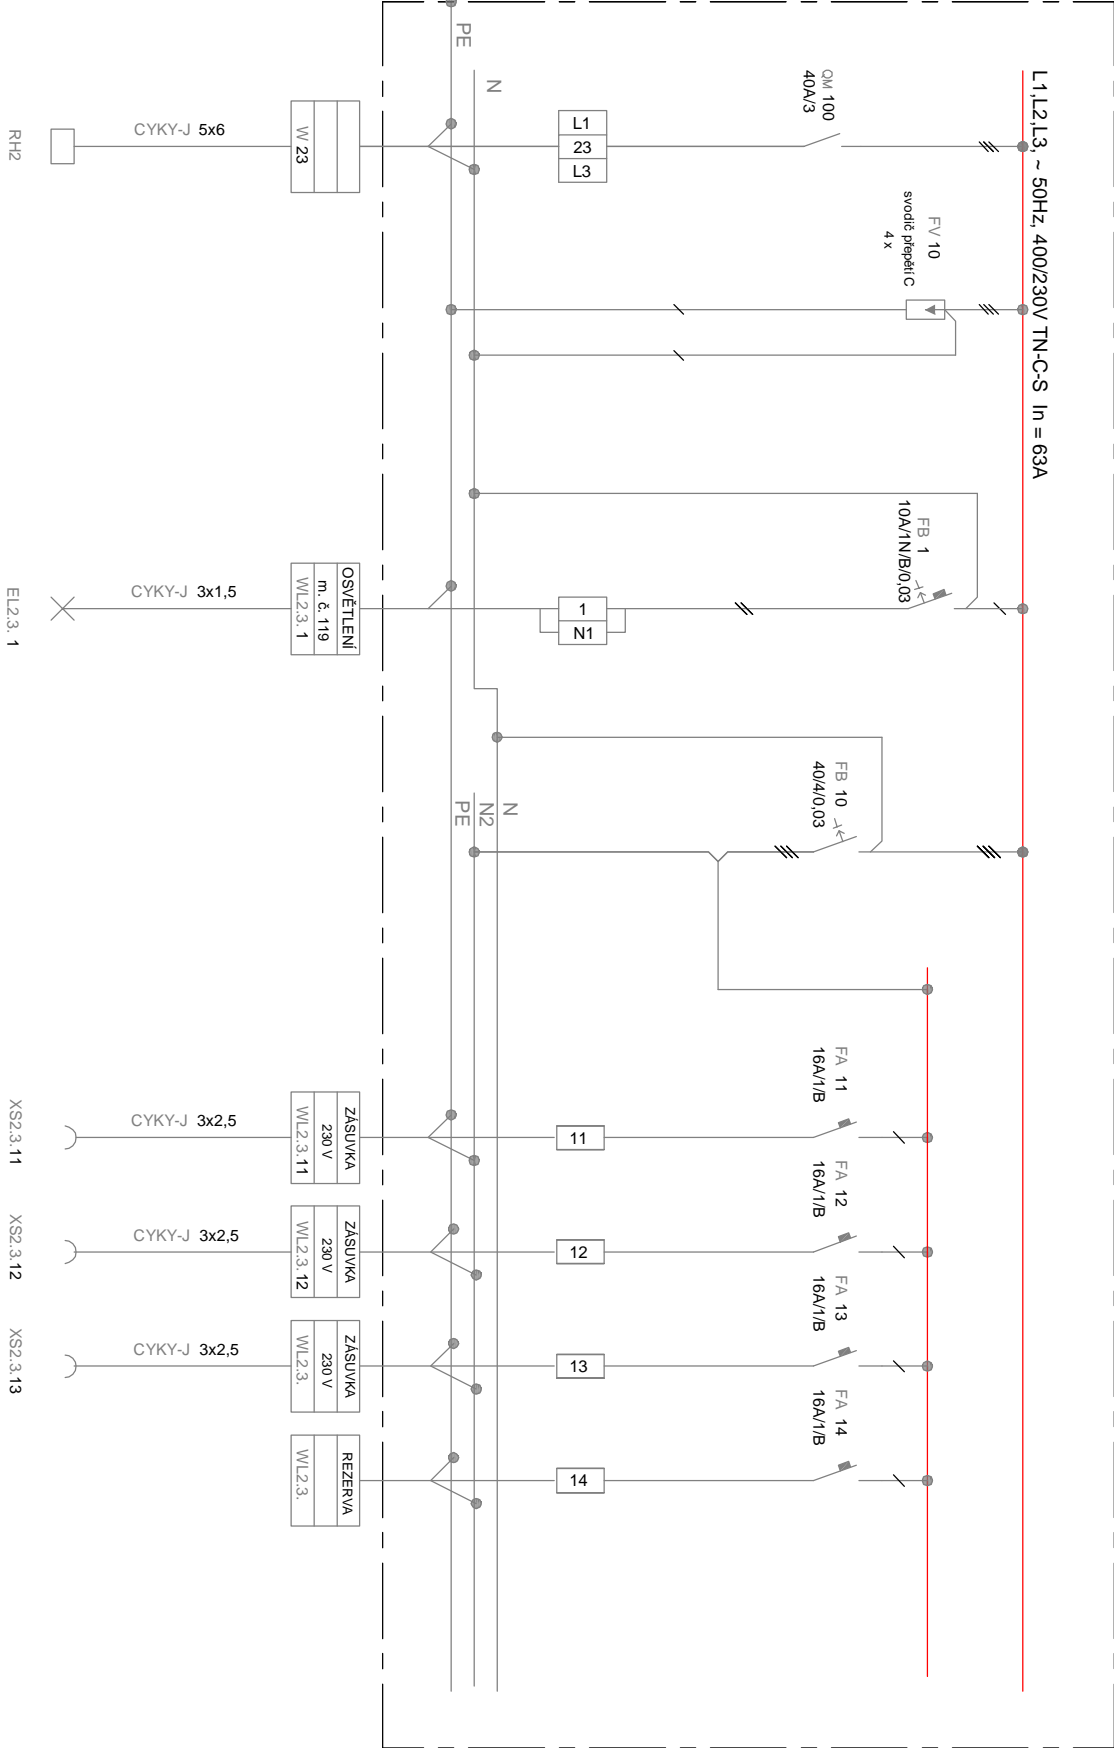 L1,L2,L3, ~ 50Hz, 400/230V TN-C-S In = 63A
QM 100
40A/3
FV 10
svodič přepětí C
4 x
FB 1
10A/1N/B/0,03
FB 10
40/4/0,03
FA 11
16A/1/B
FA 12
16A/1/B
FA 13
16A/1/B
FA 14
16A/1/B
L1
23
L3
1
N1
11
12
13
14
N
PE
N
N2
PE
W 23
OSVĚTLENÍ
m. č. 119
WL2.3. 1
ZÁSUVKA
230 V
WL2.3. 11
ZÁSUVKA
230 V
WL2.3. 12
ZÁSUVKA
230 V
WL2.3.
REZERVA
WL2.3.
CYKY-J 5x6
CYKY-J 3x1,5
CYKY-J 3x2,5
CYKY-J 3x2,5
CYKY-J 3x2,5
RH2
EL2.3. 1
XS2.3.11
XS2.3.12
XS2.3.13